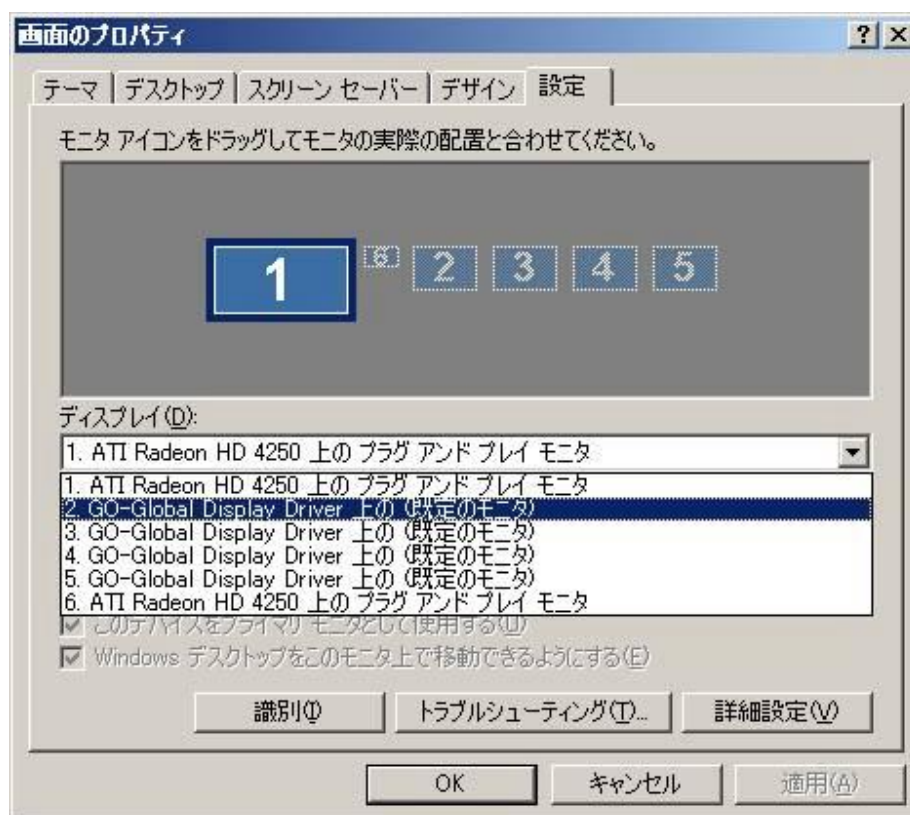 画面のプロパティ
テーマ デスクトップ スクリーン セーバー デザイン 設定
モニタ アイコンをドラッグしてモニタの実際の配置と合わせてください。
1 6 2 3 4 5
ディスプレイ(D):
1. ATI Radeon HD 4250 上の プラグ アンド プレイ モニタ
1. ATI Radeon HD 4250 上の プラグ アンド プレイ モニタ
2. GO-Global Display Driver 上の (既定のモニタ)
3. GO-Global Display Driver 上の (既定のモニタ)
4. GO-Global Display Driver 上の (既定のモニタ)
5. GO-Global Display Driver 上の (既定のモニタ)
6. ATI Radeon HD 4250 上の プラグ アンド プレイ モニタ
このデバイスをプライマリ モニタとして使用する(U)
Windows デスクトップをこのモニタ上で移動できるようにする(E)
識別(I) トラブルシューティング(T)... 詳細設定(V)
OK キャンセル 適用(A)